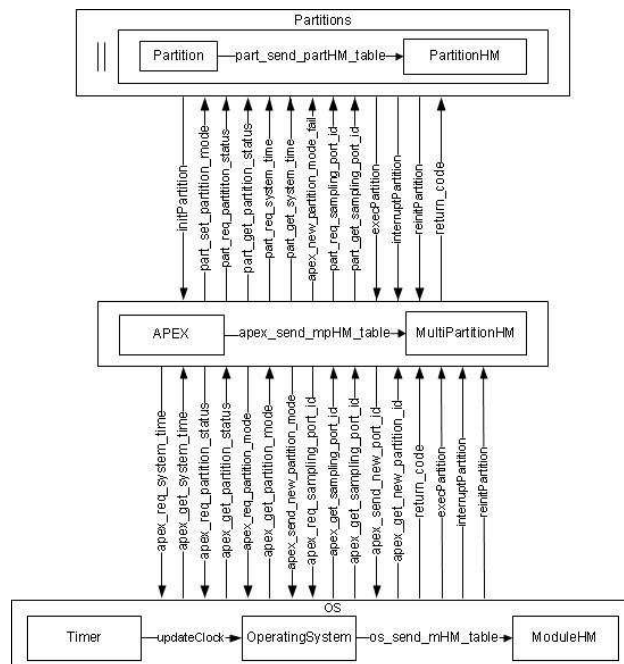 Partitions
Partition
part_send_partHM_table
PartitionHM
initPartition
part_set_partition_mode
part_req_partition_status
part_get_partition_status
part_req_system_time
part_get_system_time
apex_new_partition_mode_fail
part_req_sampling_port_id
part_get_sampling_port_id
execPartition
interruptPartition
reinitPartition
return_code
APEX
apex_send_mpHM_table
MultiPartitionHM
apex_req_system_time
apex_get_system_time
apex_req_partition_status
apex_get_partition_status
apex_req_partition_mode
apex_get_partition_mode
apex_send_new_partition_mode
apex_req_sampling_port_id
apex_get_sampling_port_id
apex_get_sampling_port_id
apex_send_new_port_id
apex_get_new_partition_id
return_code
execPartition
interruptPartition
reinitPartition
OS
Timer
updateClock
OperatingSystem
os_send_mHM_table
ModuleHM